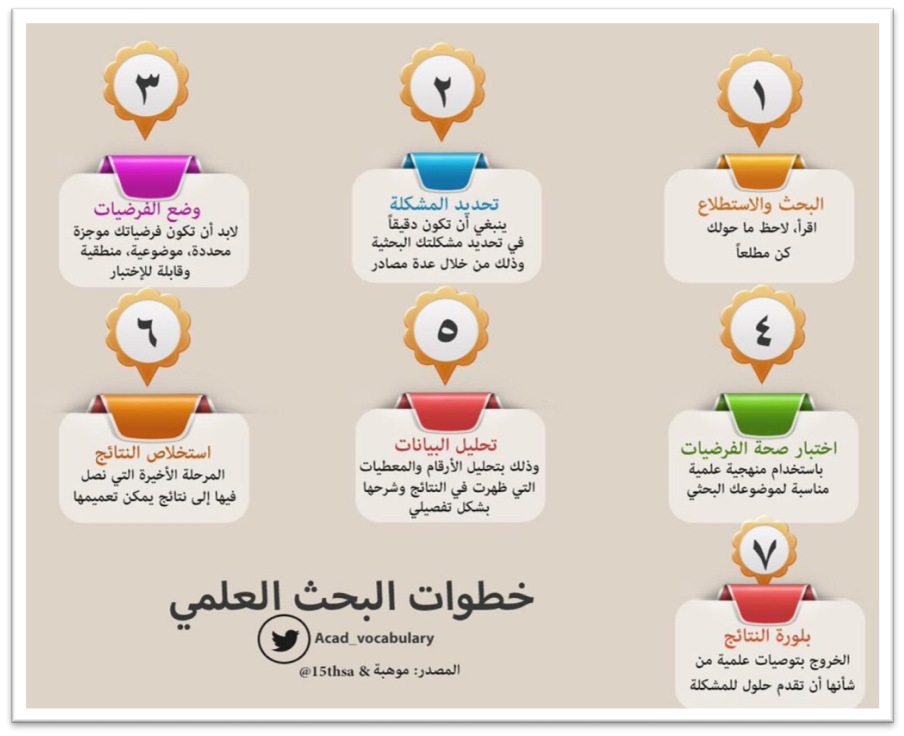 ١
البحث والاستطلاع
اقرأ، لاحظ ما حولك
كن مطلعاً
٢
تحديد المشكلة
ينبغي أن تكون دقيقاً
في تحديد مشكلتك البحثية
وذلك من خلال عدة مصادر
٣
وضع الفرضيات
لابد أن تكون فرضياتك موجزة
محددة، موضوعية، منطقية
وقابلة للإختبار
٤
اختبار صحة الفرضيات
باستخدام منهجية علمية
مناسبة لموضوعك البحثي
٥
تحليل البيانات
وذلك بتحليل الأرقام والمعطيات
التي ظهرت في النتائج وشرحها
بشكل تفصيلي
٦
استخلاص النتائج
المرحلة الأخيرة التي نصل
فيها إلى نتائج يمكن تعميمها
٧
بلورة النتائج
الخروج بتوصيات علمية من
شأنها أن تقدم حلول للمشكلة
خطوات البحث العلمي
Acad_vocabulary
المصدر: موهبة & 15thsa@